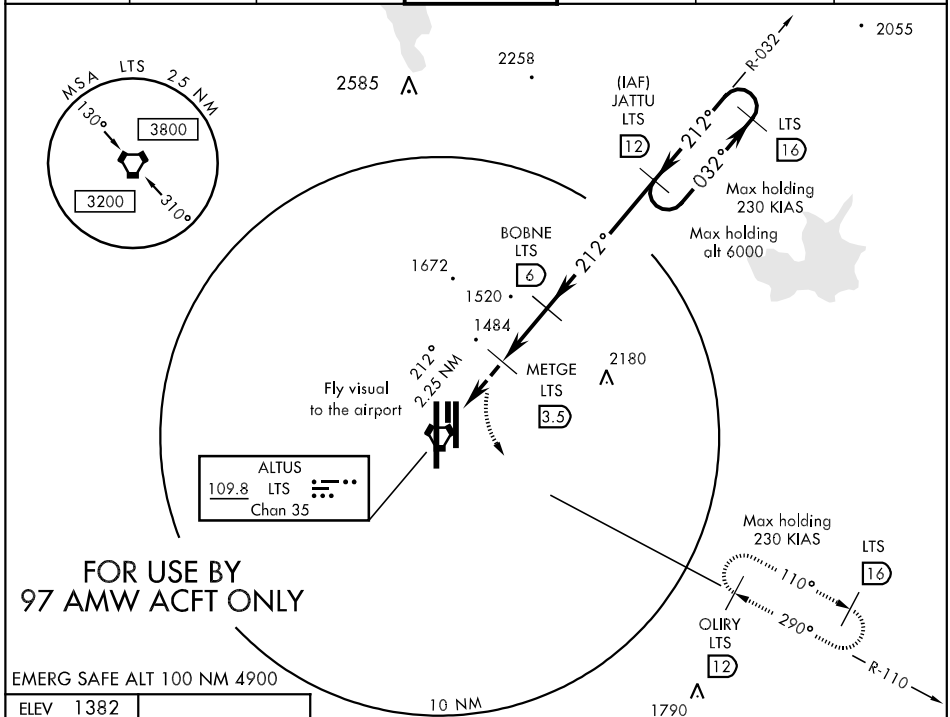 2055
R-032
2258
2585
MSA LTS 25 NM
130°
3800
3200
310°
(IAF)
JATTU
LTS
12
212°
032°
LTS
16
Max holding
230 KIAS
Max holding
alt 6000
BOBNE
LTS
6
212°
1672
1520
1484
212°
2.25 NM
METGE
LTS
3.5
2180
Fly visual
to the airport
ALTUS
109.8 LTS
Chan 35
Max holding
230 KIAS
LTS
16
110°
290°
OLIRY
LTS
12
R-110
FOR USE BY
97 AMW ACFT ONLY
EMERG SAFE ALT 100 NM 4900
ELEV 1382
10 NM
1790